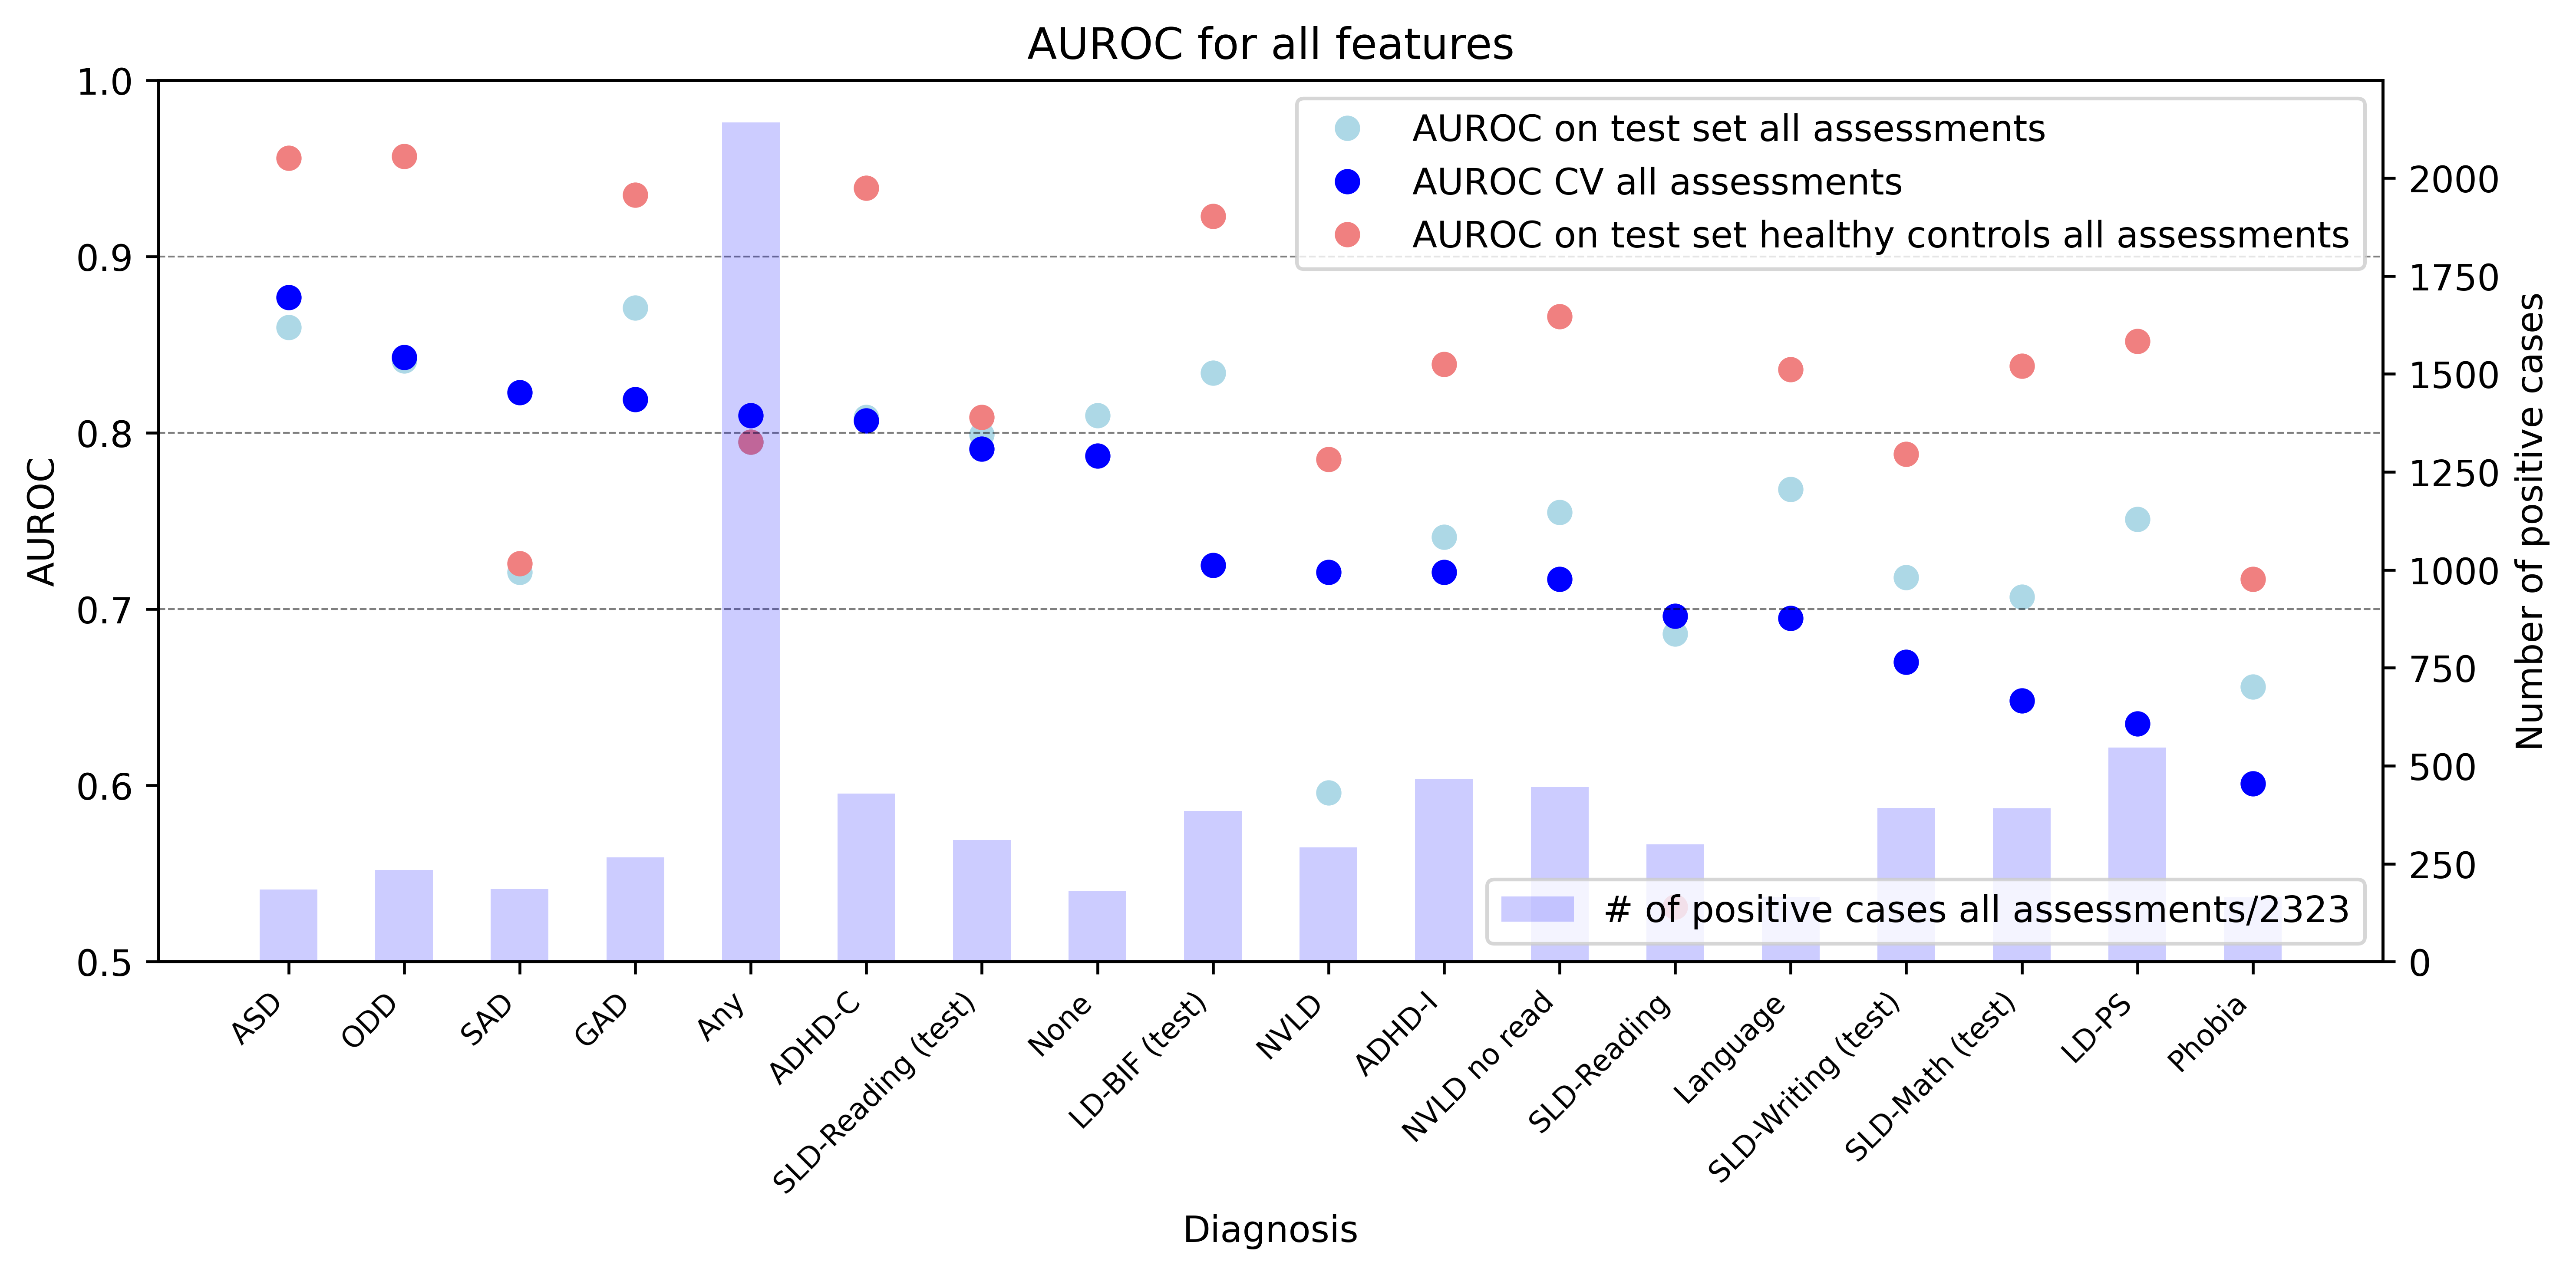 AUROC for all features
1.0
0.9
0.8
0.7
0.6
0.5
AUROC
AUROC on test set all assessments
AUROC CV all assessments
AUROC on test set healthy controls all assessments
2000
1750
1500
1250
1000
750
500
250
0
Number of positive cases
# of positive cases all assessments/2323
ASD
ODD
SAD
GAD
Any
ADHD-C
SLD-Reading (test)
None
LD-BIF (test)
NVLD
ADHD-I
NVLD no read
SLD-Reading
Language
SLD-Writing (test)
SLD-Math (test)
LD-PS
Phobia
Diagnosis